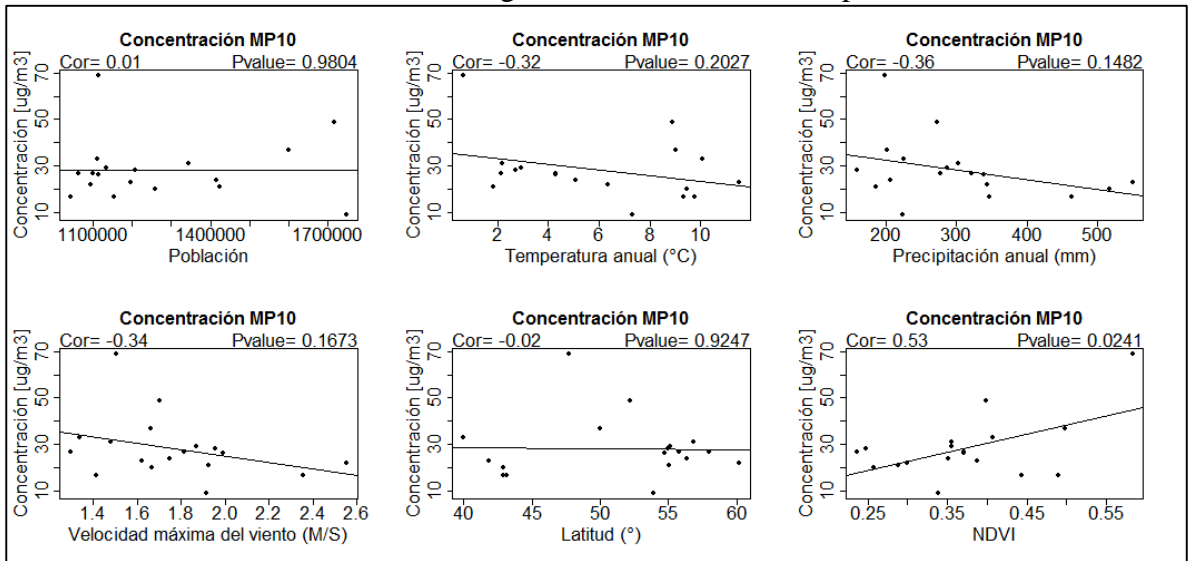 Concentración MP10
Cor= 0.01 Pvalue= 0.9804
Concentración [ug/m3]
10 30 50 70
1100000 1400000 1700000
Población
Concentración MP10
Cor= -0.32 Pvalue= 0.2027
Concentración [ug/m3]
10 30 50 70
2 4 6 8 10
Temperatura anual (°C)
Concentración MP10
Cor= -0.36 Pvalue= 0.1482
Concentración [ug/m3]
10 30 50 70
200 300 400 500
Precipitación anual (mm)
Concentración MP10
Cor= -0.34 Pvalue= 0.1673
Concentración [ug/m3]
10 30 50 70
1.4 1.6 1.8 2.0 2.2 2.4 2.6
Velocidad máxima del viento (M/S)
Concentración MP10
Cor= -0.02 Pvalue= 0.9247
Concentración [ug/m3]
10 30 50 70
40 45 50 55 60
Latitud (°)
Concentración MP10
Cor= 0.53 Pvalue= 0.0241
Concentración [ug/m3]
10 30 50 70
0.25 0.35 0.45 0.55
NDVI